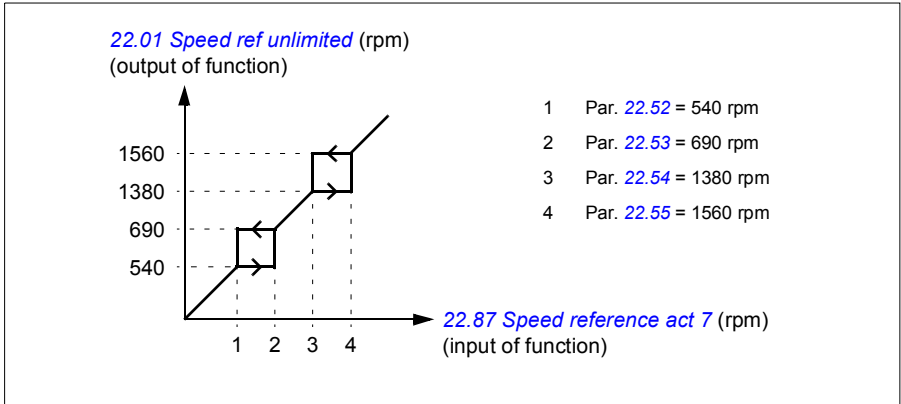 22.01 Speed ref unlimited (rpm)
(output of function)
1 Par. 22.52 = 540 rpm
2 Par. 22.53 = 690 rpm
3 Par. 22.54 = 1380 rpm
4 Par. 22.55 = 1560 rpm
1560
1380
690
540
1 2 3 4
22.87 Speed reference act 7 (rpm)
(input of function)